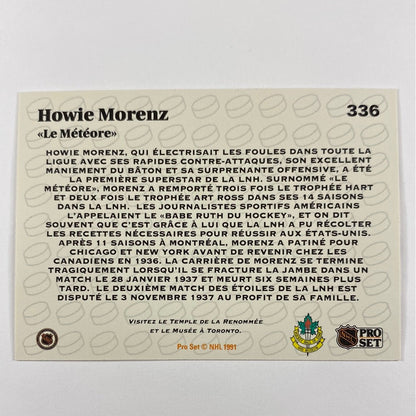 Howie Morenz 336
«Le Météore»
HOWIE MORENZ, QUI ÉLECTRISAIT LES FOULES DANS TOUTE LA
LIGUE AVEC SES RAPIDES CONTRE-ATTAQUES, SON EXCELLENT
MANIEMENT DU BÂTON ET SA SURPRENANTE OFFENSIVE, A ÉTÉ
LA PREMIÈRE SUPERSTAR DE LA LNH. SURNOMMÉ «LE
MÉTÉORE», MORENZ A REMPORTÉ TROIS FOIS LE TROPHÉE HART
ET DEUX FOIS LE TROPHÉE ART ROSS DANS SES 14 SAISONS
DANS LA LNH. LES JOURNALISTES SPORTIFS AMÉRICAINS
L'APPELAIENT LE «BABE RUTH DU HOCKEY», ET ON DIT
SOUVENT QUE C'EST GRÂCE À LUI QUE LA LNH A PU RÉCOLTER
LES RECETTES NÉCESSAIRES POUR RÉUSSIR AUX ÉTATS-UNIS.
APRÈS 11 SAISONS À MONTRÉAL, MORENZ A PATINÉ POUR
CHICAGO ET NEW YORK AVANT DE REVENIR CHEZ LES
CANADIENS EN 1936. LA CARRIÈRE DE MORENZ SE TERMINE
TRAGIQUEMENT LORSQU'IL SE FRACTURE LA JAMBE DANS UN
MATCH LE 28 JANVIER 1937 ET MEURT SIX SEMAINES PLUS
TARD. LE DEUXIÈME MATCH DES ÉTOILES DE LA LNH EST
DISPUTÉ LE 3 NOVEMBRE 1937 AU PROFIT DE SA FAMILLE.
VISITEZ LE TEMPLE DE LA RENOMMÉE
ET LE MUSÉE À TORONTO.
Pro Set © NHL 1991
PRO
SET